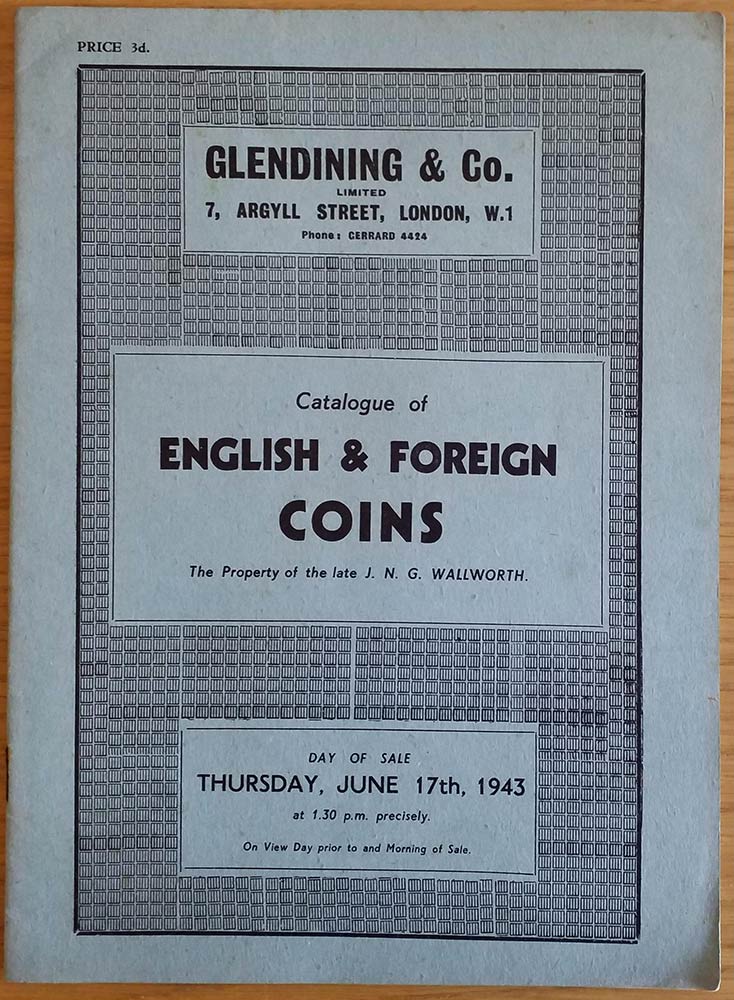 PRICE 3d.
GLENDINING & Co.
LIMITED
7, ARGYLL STREET, LONDON, W.1
Phone: GERRARD 4424
Catalogue of
ENGLISH & FOREIGN
COINS
The Property of the late J. N. G. WALLWORTH.
DAY OF SALE
THURSDAY, JUNE 17th, 1943
at 1.30 p.m. precisely.
On View Day prior to and Morning of Sale.